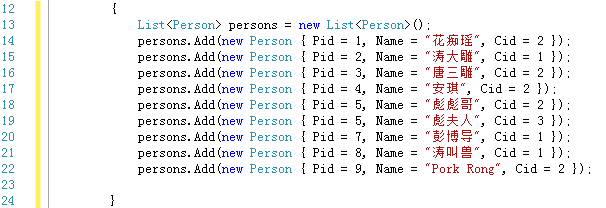 12 {
13 List<Person> persons = new List<Person>();
14 persons.Add(new Person { Pid = 1, Name = "花痴瑶", Cid = 2 });
15 persons.Add(new Person { Pid = 2, Name = "涛大雕", Cid = 1 });
16 persons.Add(new Person { Pid = 3, Name = "唐三雕", Cid = 2 });
17 persons.Add(new Person { Pid = 4, Name = "安琪", Cid = 2 });
18 persons.Add(new Person { Pid = 5, Name = "彪彪哥", Cid = 2 });
19 persons.Add(new Person { Pid = 5, Name = "彪夫人", Cid = 3 });
20 persons.Add(new Person { Pid = 7, Name = "彭博导", Cid = 1 });
21 persons.Add(new Person { Pid = 8, Name = "涛叫兽", Cid = 1 });
22 persons.Add(new Person { Pid = 9, Name = "Pork Rong", Cid = 2 });
23
24 }